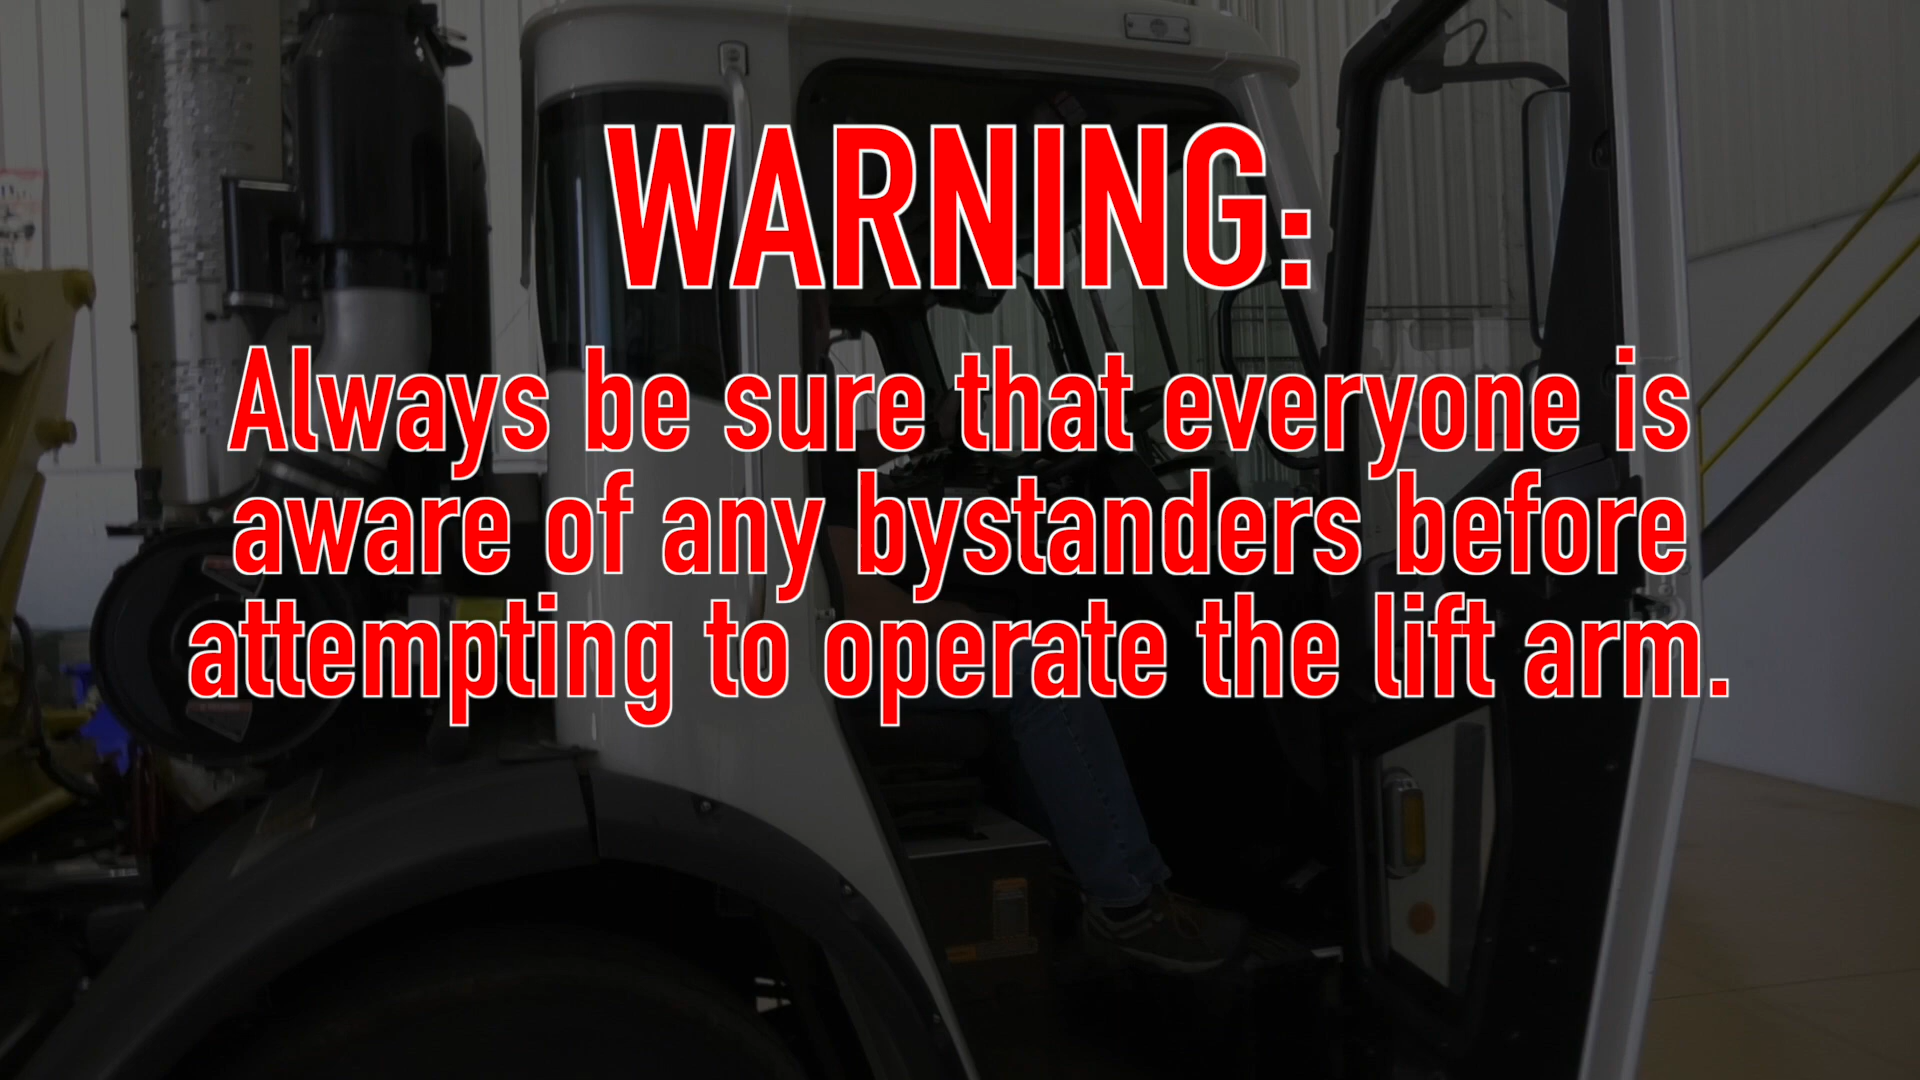 WARNING:
Always be sure that everyone is
aware of any bystanders before
attempting to operate the lift arm.